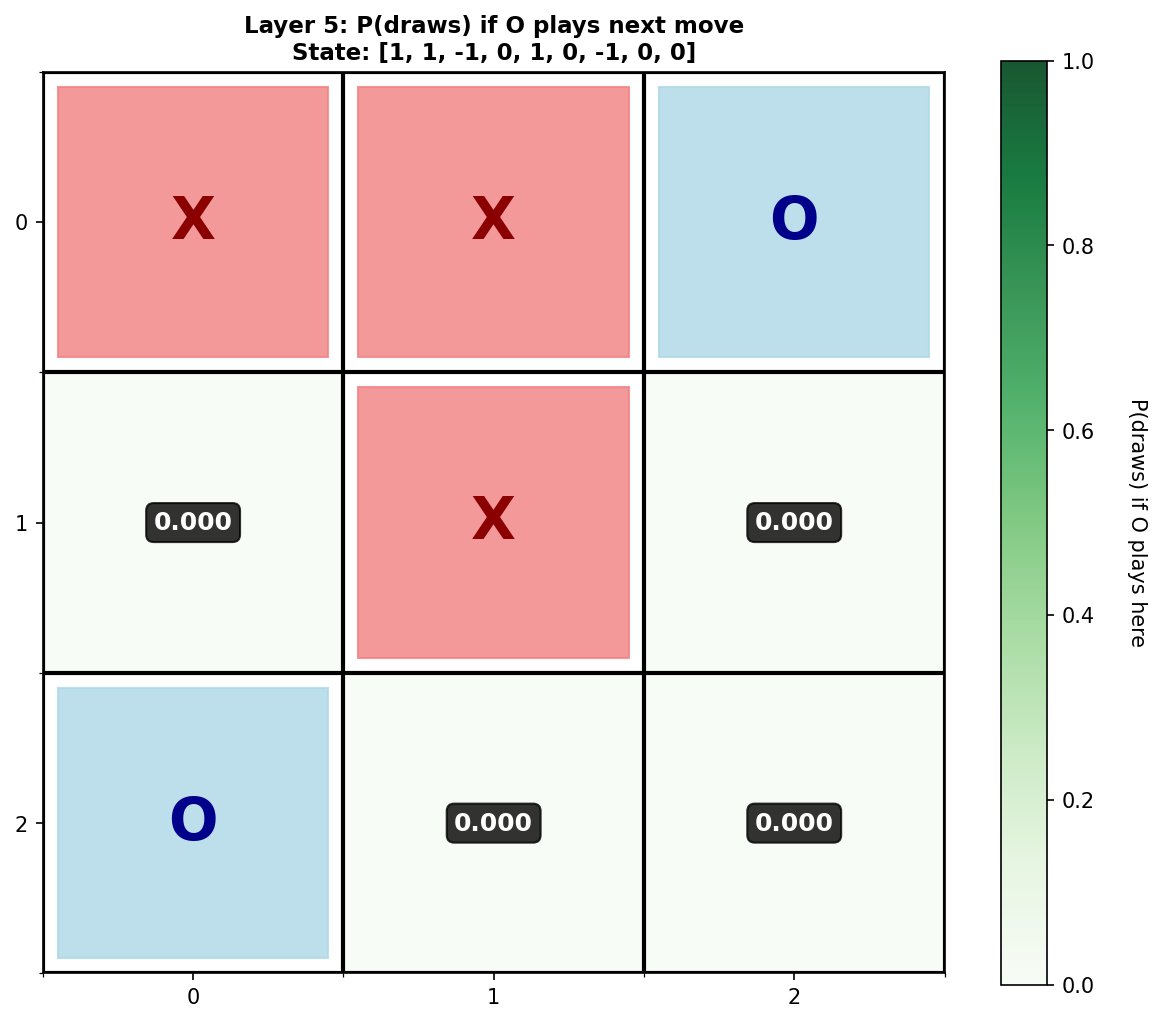 Layer 5: P(draws) if O plays next move
State: [1, 1, -1, 0, 1, 0, -1, 0, 0]
1.0
X X O
0
0.8
0.6
P(draws) if O plays here
1
0.000 X 0.000
0.4
0.2
2
O 0.000 0.000
0.0
0 1 2